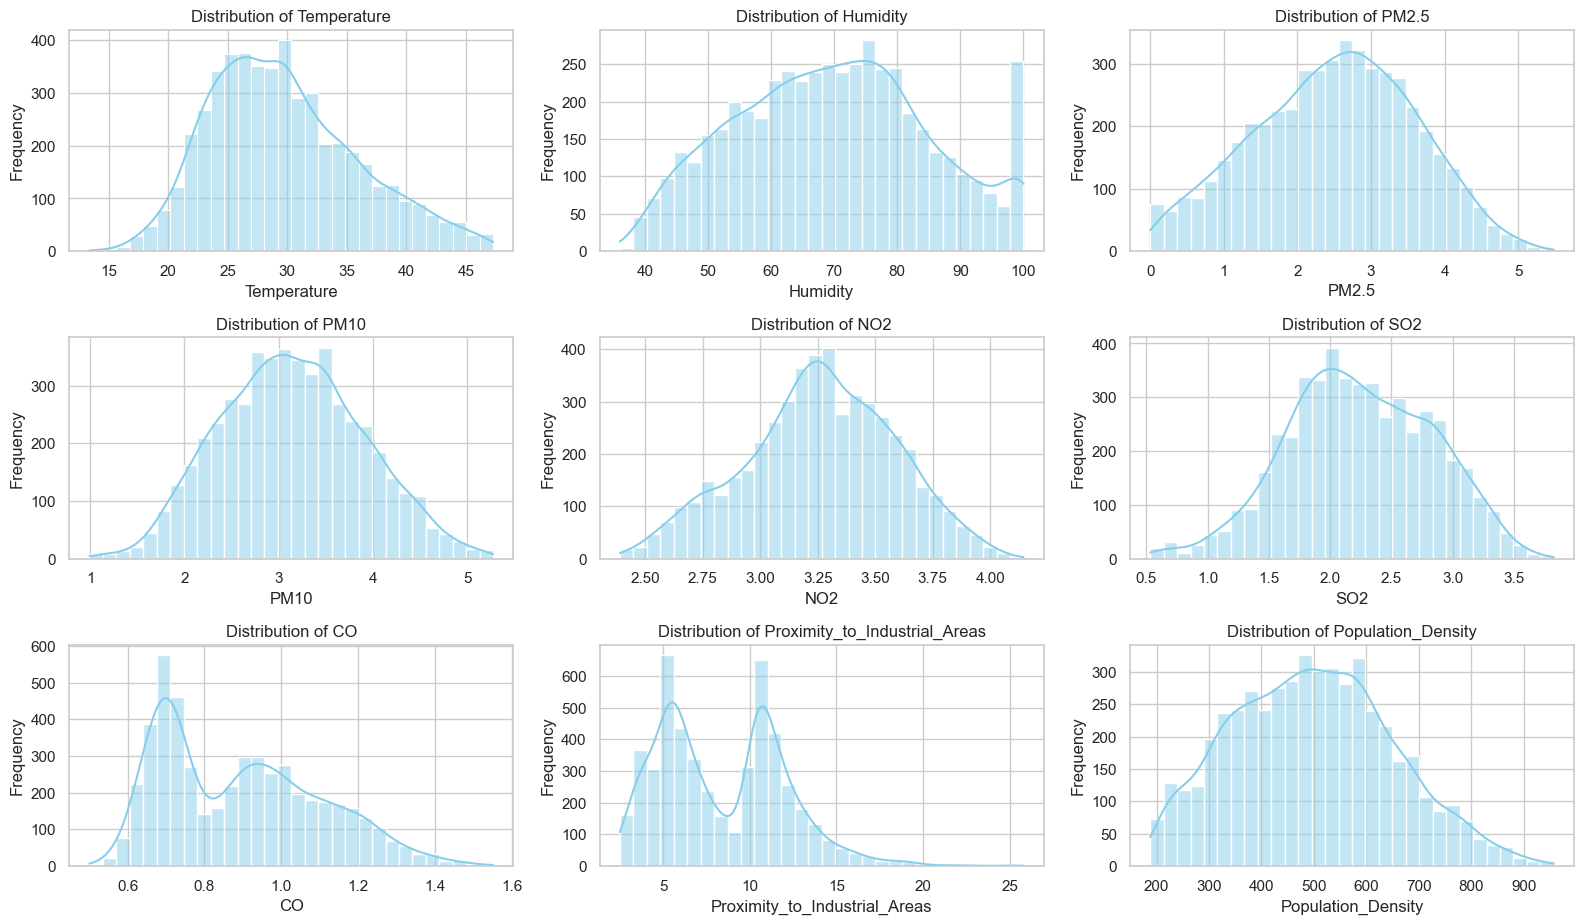 Distribution of Temperature
Frequency
400
300
200
100
0
15 20 25 30 35 40 45
Temperature
Distribution of Humidity
Frequency
250
200
150
100
50
0
40 50 60 70 80 90 100
Humidity
Distribution of PM2.5
Frequency
300
200
100
0
0 1 2 3 4 5
PM2.5
Distribution of PM10
Frequency
300
200
100
0
1 2 3 4 5
PM10
Distribution of NO2
Frequency
400
300
200
100
0
2.50 2.75 3.00 3.25 3.50 3.75 4.00
NO2
Distribution of SO2
Frequency
400
300
200
100
0
0.5 1.0 1.5 2.0 2.5 3.0 3.5
SO2
Distribution of CO
Frequency
600
500
400
300
200
100
0
0.6 0.8 1.0 1.2 1.4 1.6
CO
Distribution of Proximity_to_Industrial_Areas
Frequency
600
500
400
300
200
100
0
5 10 15 20 25
Proximity_to_Industrial_Areas
Distribution of Population_Density
Frequency
300
250
200
150
100
50
0
200 300 400 500 600 700 800 900
Population_Density